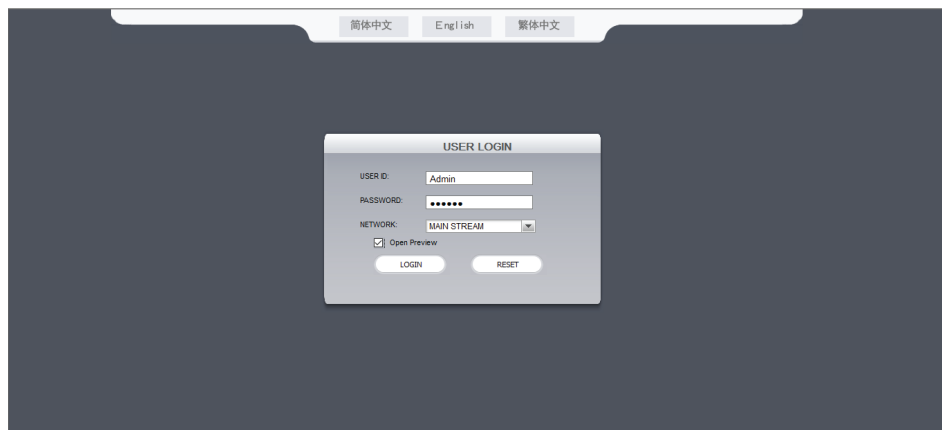 简体中文 English 繁体中文
USER LOGIN
USER ID: Admin
PASSWORD: ●●●●●●
NETWORK: MAIN STREAM
Open Preview
LOGIN RESET